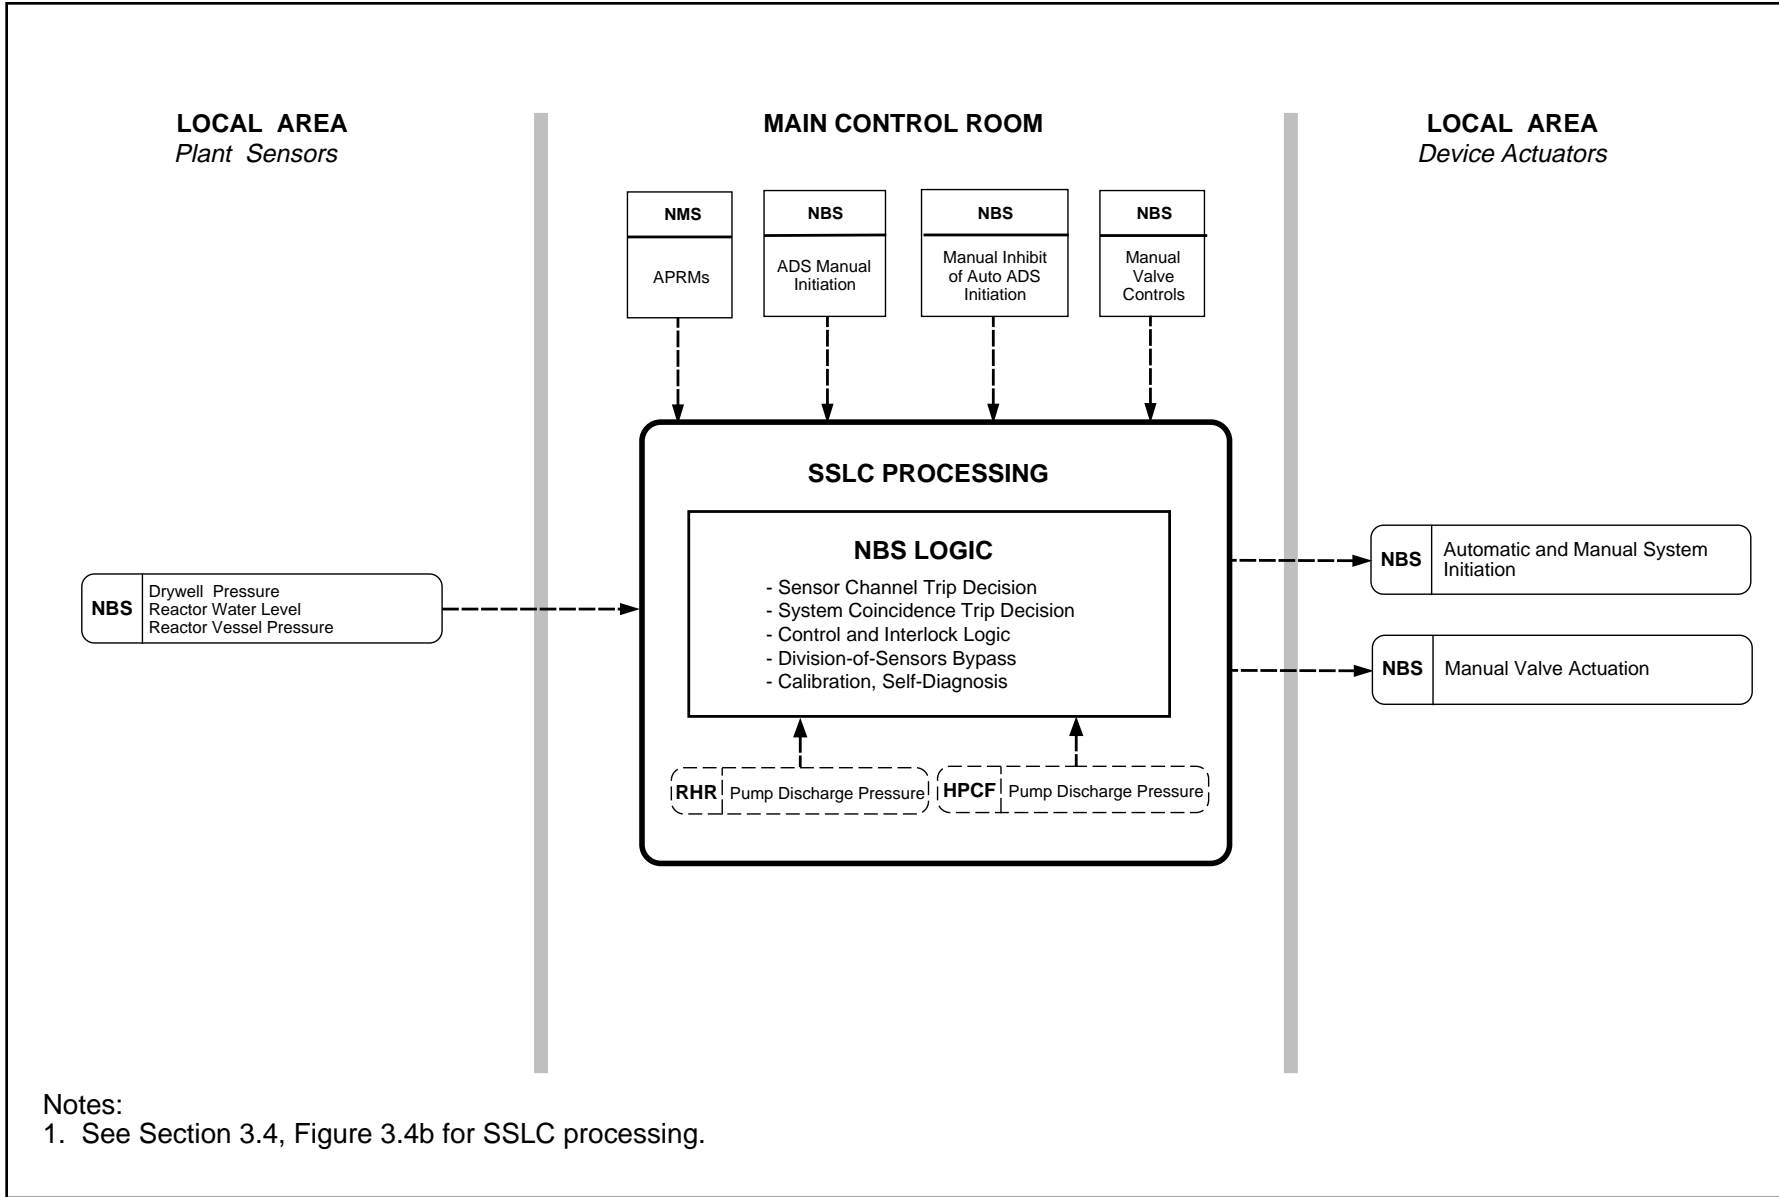 LOCAL AREA
Plant Sensors
MAIN CONTROL ROOM
LOCAL AREA
Device Actuators
NMS
APRMs
NBS
ADS Manual
Initiation
NBS
Manual Inhibit
of Auto ADS
Initiation
NBS
Manual
Valve
Controls
SSLC PROCESSING
NBS LOGIC
- Sensor Channel Trip Decision
- System Coincidence Trip Decision
- Control and Interlock Logic
- Division-of-Sensors Bypass
- Calibration, Self-Diagnosis
NBS
Drywell Pressure
Reactor Water Level
Reactor Vessel Pressure
RHR
Pump Discharge Pressure
HPCF
Pump Discharge Pressure
NBS
Automatic and Manual System
Initiation
NBS
Manual Valve Actuation
Notes:
1. See Section 3.4, Figure 3.4b for SSLC processing.